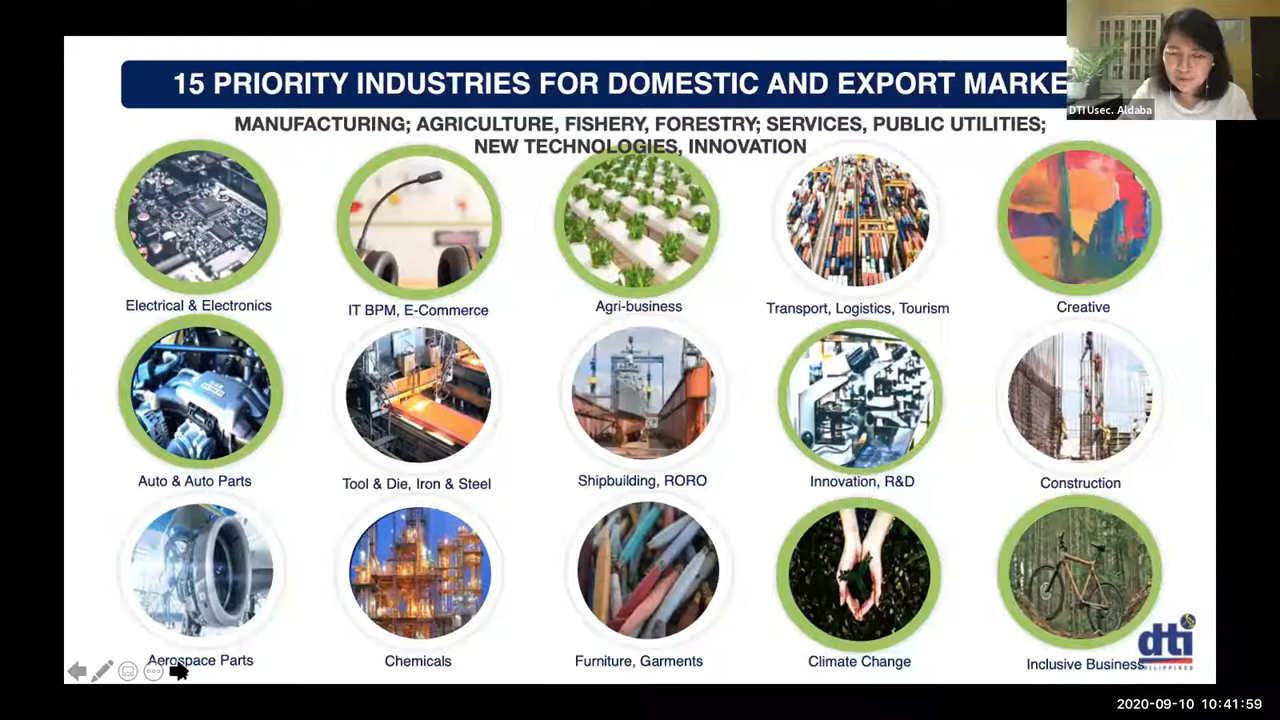 15 PRIORITY INDUSTRIES FOR DOMESTIC AND EXPORT MARKE
DTI Usec. Aldaba
MANUFACTURING; AGRICULTURE, FISHERY, FORESTRY; SERVICES, PUBLIC UTILITIES;
NEW TECHNOLOGIES, INNOVATION
Electrical & Electronics
IT BPM, E-Commerce
Agri-business
Transport, Logistics, Tourism
Creative
Auto & Auto Parts
Tool & Die, Iron & Steel
Shipbuilding, RORO
Innovation, R&D
Construction
Aerospace Parts
Chemicals
Furniture, Garments
Climate Change
Inclusive Business
dti
PHILIPPINES
2020-09-10 10:41:59